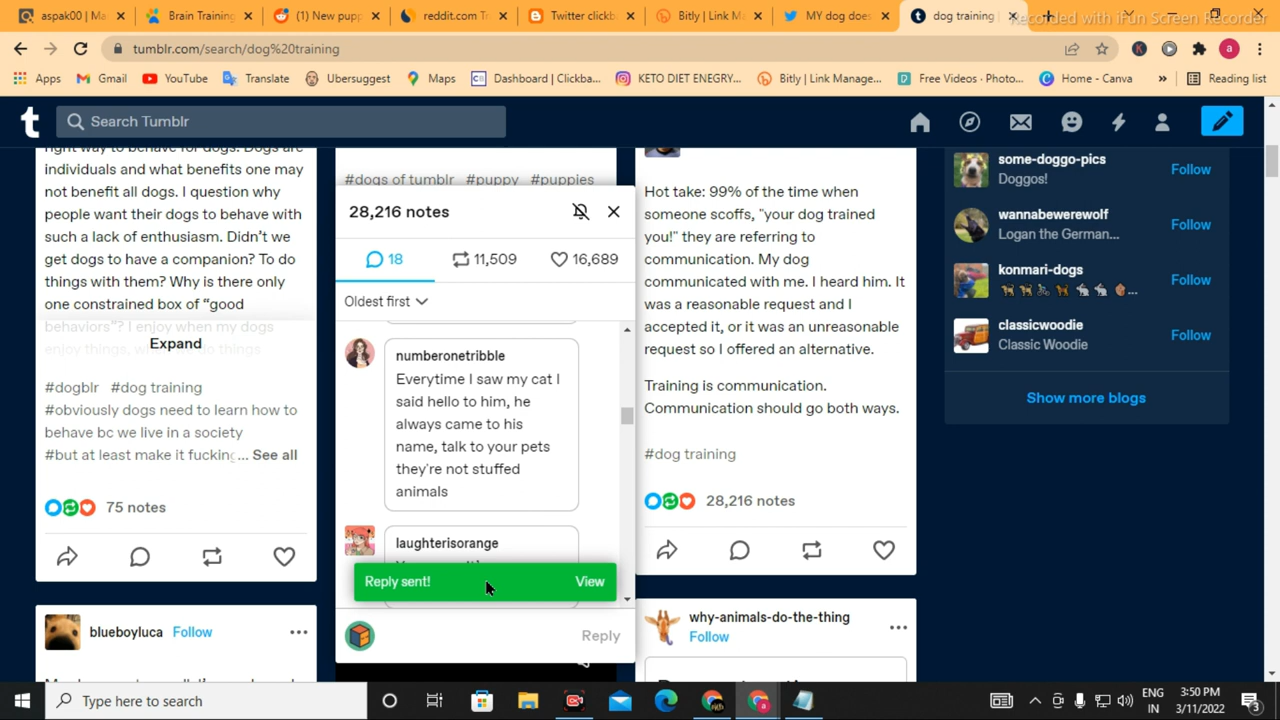 aspak00 | Ma
Brain Training
(1) New pupp
reddit.com Tr
Twitter clickb
Bitly | Link M
MY dog does
dog training
Recorded with iFun Screen Recorder
tumblr.com/search/dog%20training
Apps
Gmail
YouTube
Translate
Ubersuggest
Maps
Dashboard | Clickba...
KETO DIET ENEGRY...
Bitly | Link Manage...
Free Videos · Photo...
Home - Canva
»
Reading list
Search Tumblr
right way to behave for dogs. Dogs are
individuals and what benefits one may
not benefit all dogs. I question why
people want their dogs to behave with
such a lack of enthusiasm. Didn't we
get dogs to have a companion? To do
things with them? Why is there only
one constrained box of "good
behaviors"? I enjoy when my dogs
enjoy things,
Expand
#dogblr #dog training
#obviously dogs need to learn how to
behave bc we live in a society
#but at least make it fucking ... See all
75 notes
blueboyluca Follow
#dogs of tumblr #puppy #puppies
28,216 notes
18
11,509
16,689
Oldest first
numberonetribble
Everytime I saw my cat I
said hello to him, he
always came to his
name, talk to your pets
they're not stuffed
animals
laughterisorange
Reply sent! View
Reply
Hot take: 99% of the time when
someone scoffs, "your dog trained
you!" they are referring to
communication. My dog
communicated with me. I heard him. It
was a reasonable request and I
accepted it, or it was an unreasonable
request so I offered an alternative.
Training is communication.
Communication should go both ways.
#dog training
28,216 notes
why-animals-do-the-thing
Follow
some-doggo-pics
Doggos!
Follow
wannabewerewolf
Logan the German...
Follow
konmari-dogs
Follow
classicwoodie
Classic Woodie
Follow
Show more blogs
Type here to search
ENG
IN
3:50 PM
3/11/2022
3